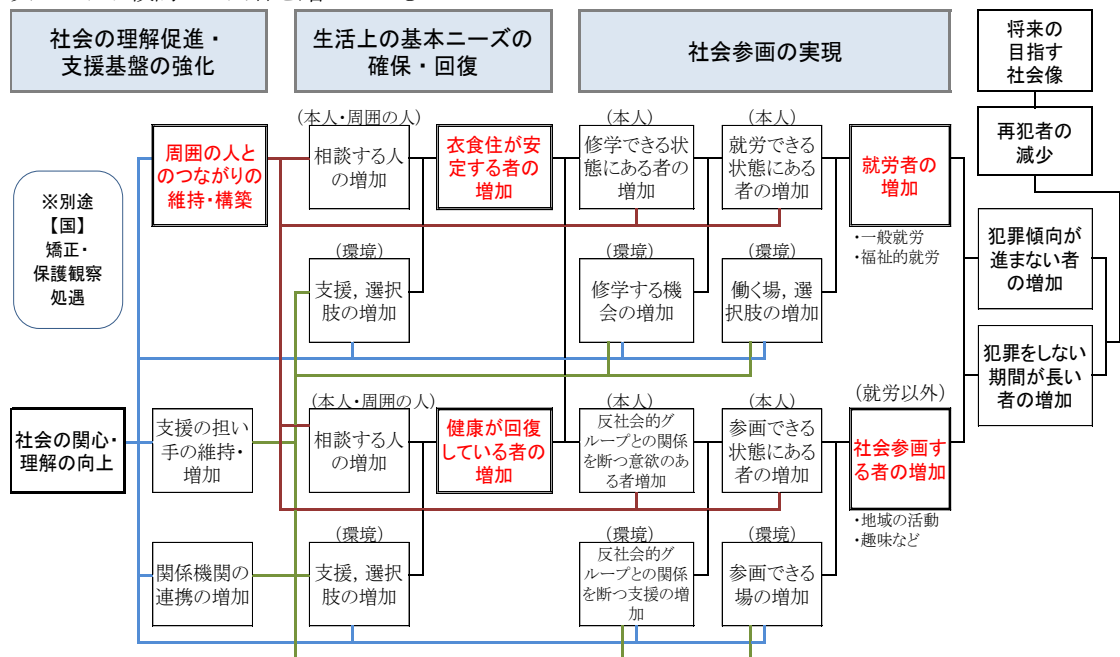 社会の理解促進・
支援基盤の強化
生活上の基本ニーズの
確保・回復
社会参画の実現
将来の
目指す
社会像
再犯者の
減少
※別途
【国】
矯正・
保護観察
処遇
周囲の人と
のつながりの
維持・構築
(本人・周囲の人)
相談する人
の増加
衣食住が安
定する者の
増加
(本人)
修学できる状
態にある者の
増加
(本人)
就労できる
状態にある
者の増加
就労者の
増加
・一般就労
・福祉的就労
犯罪傾向が
進まない者
の増加
(環境)
支援，選択
肢の増加
(環境)
修学する機
会の増加
(環境)
働く場，選
択肢の増加
犯罪をしない
期間が長い
者の増加
社会の関心・
理解の向上
支援の担い
手の維持・
増加
(本人・周囲の人)
相談する人
の増加
健康が回復
している者の
増加
(本人)
反社会的グ
ループとの関係
を断つ意欲のあ
る者増加
(本人)
参画できる
状態にある
者の増加
(就労以外)
社会参画す
る者の増加
・地域の活動
・趣味など
関係機関の
連携の増加
(環境)
支援，選択
肢の増加
(環境)
反社会的グ
ループとの関係
を断つ支援の増
加
(環境)
参画できる
場の増加